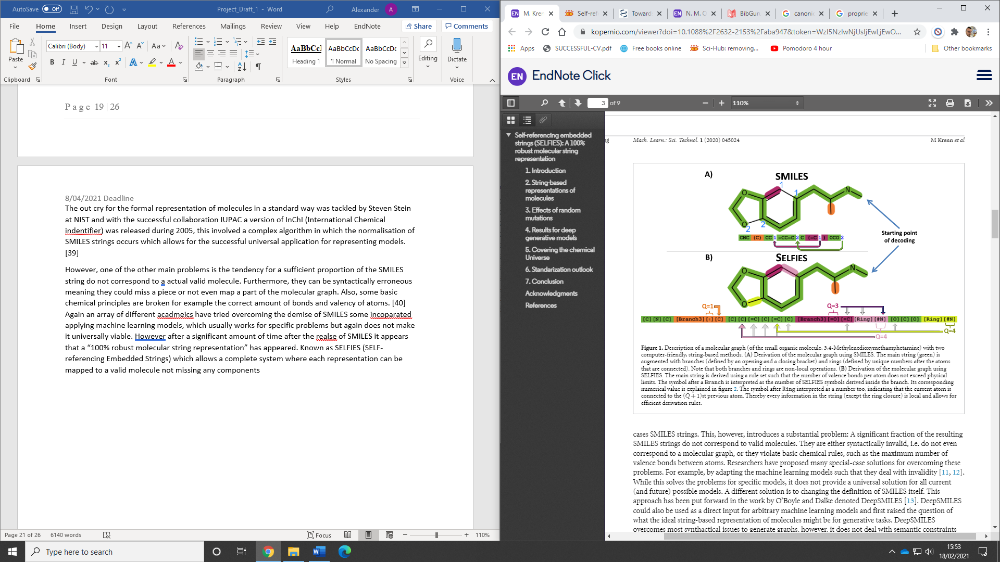 AutoSave Off Project_Draft_1 - Word Alexander A
File Home Insert Design Layout References Mailings Review View Help EndNote Share Comments
Paste
Clipboard
Calibri (Body) 11
Font
Paragraph
AaBbCcI AaBbCcDc AaBbCcDc
Heading 1 ¶ Normal No Spacing
Styles
Editing
Dictate
Voice
Page 19 | 26
8/04/2021 Deadline
The out cry for the formal representation of molecules in a standard way was tackled by Steven Stein
at NIST and with the successful collaboration IUPAC a version of InChI (International Chemical
indentifier) was released during 2005, this involved a complex algorithm in which the normalisation of
SMILES strings occurs which allows for the successful universal application for representing models.
[39]
However, one of the other main problems is the tendency for a sufficient proportion of the SMILES
string do not correspond to a actual valid molecule. Furthermore, they can be syntactically erroneous
meaning they could miss a piece or not even map a part of the molecular graph. Also, some basic
chemical principles are broken for example the correct amount of bonds and valency of atoms. [40]
Again an array of different acadmeics have tried overcoming the demise of SMILES some incoparated
applying machine learning models, which usually works for specific problems but again does not make
it universally viable. However after a significant amount of time after the realse of SMILES it appears
that a “100% robust molecular string representation” has appeared. Known as SELFIES (SELF-
referencing Embedded Strings) which allows a complete system where each representation can be
mapped to a valid molecule not missing any components
Page 21 of 26 6140 words Focus 110%
M. Kren Self-ref Toward N. M. O BibGuru canonic proprie
kopernio.com/viewer?doi=10.1088%2F2632-2153%2Faba947&token=WzI5NzIwNjUsIjEwLjEwO...
Apps SUCCESSFUL-CV.pdf Free books online Sci-Hub: removing... Pomodoro 4 hour Other bookmarks
EN EndNote Click
3 of 9 110%
Self-referencing embedded
strings (SELFIES): A 100%
robust molecular string
representation
1. Introduction
2. String-based
representations of
molecules
3. Effects of random
mutations
4. Results for deep
generative models
5. Covering the chemical
Universe
6. Standarization outlook
7. Conclusion
Acknowledgments
References
Mach. Learn.: Sci. Technol. 1 (2020) 045024 M Krenn et al
A) SMILES
1
1
N
O
O
2
2
CNC (C) CC 1 =CC=C 2 C (=C 1 ) OCO 2
Starting point
of decoding
B) SELFIES
N
O
O
Q=1 Q=3
[C][N][C] [Branch3] [C] [C][C][=C][C][=C][C] [Branch3][=O][=C][Ring][#N] [O][C][O] [Ring][#N]
Q=4
Q=4
Figure 1. Description of a molecular graph (of the small organic molecule, 3,4-Methylenedioxymethamphetamine) with two
computer-friendly, string-based methods. (A) Derivation of the molecular graph using SMILES. The main string (green) is
augmented with branches (defined by an opening and a closing bracket) and rings (defined by unique numbers after the atoms
that are connected). Note that both branches and rings are non-local operations. (B) Derivation of the molecular graph using
SELFIES. The main string is derived using a rule set such that the number of valence bonds per atom does not exceed physical
limits. The symbol after a Branch is interpreted as the number of SELFIES symbols derived inside the branch. Its corresponding
numerical value is explained in figure 2. The symbol after Ring interpreted as a number too, indicating that the current atom is
connected to the (Q + 1)st previous atom. Thereby every information in the string (except the ring closure) is local and allows for
efficient derivation rules.
cases SMILES strings. This, however, introduces a substantial problem: A significant fraction of the resulting
SMILES strings do not correspond to valid molecules. They are either syntactically invalid, i.e. do not even
correspond to a molecular graph, or they violate basic chemical rules, such as the maximum number of
valence bonds between atoms. Researchers have proposed many special-case solutions for overcoming these
problems. For example, by adapting the machine learning models such that they deal with invalidity [11, 12].
While this solves the problems for specific models, it does not provide a universal solution for all current
(and future) possible models. A different solution is to changing the definition of SMILES itself. This
approach has been put forward in the work by O’Boyle and Dalke denoted DeepSMILES [13]. DeepSMILES
could also be used as a direct input for arbitrary machine learning models and first raised the question of
what the ideal string-based representation of molecules might be for generative tasks. DeepSMILES
overcomes most synthactical issues to generate graphs, however, it does not deal with semantic constraints
Type here to search
15:53
18/02/2021